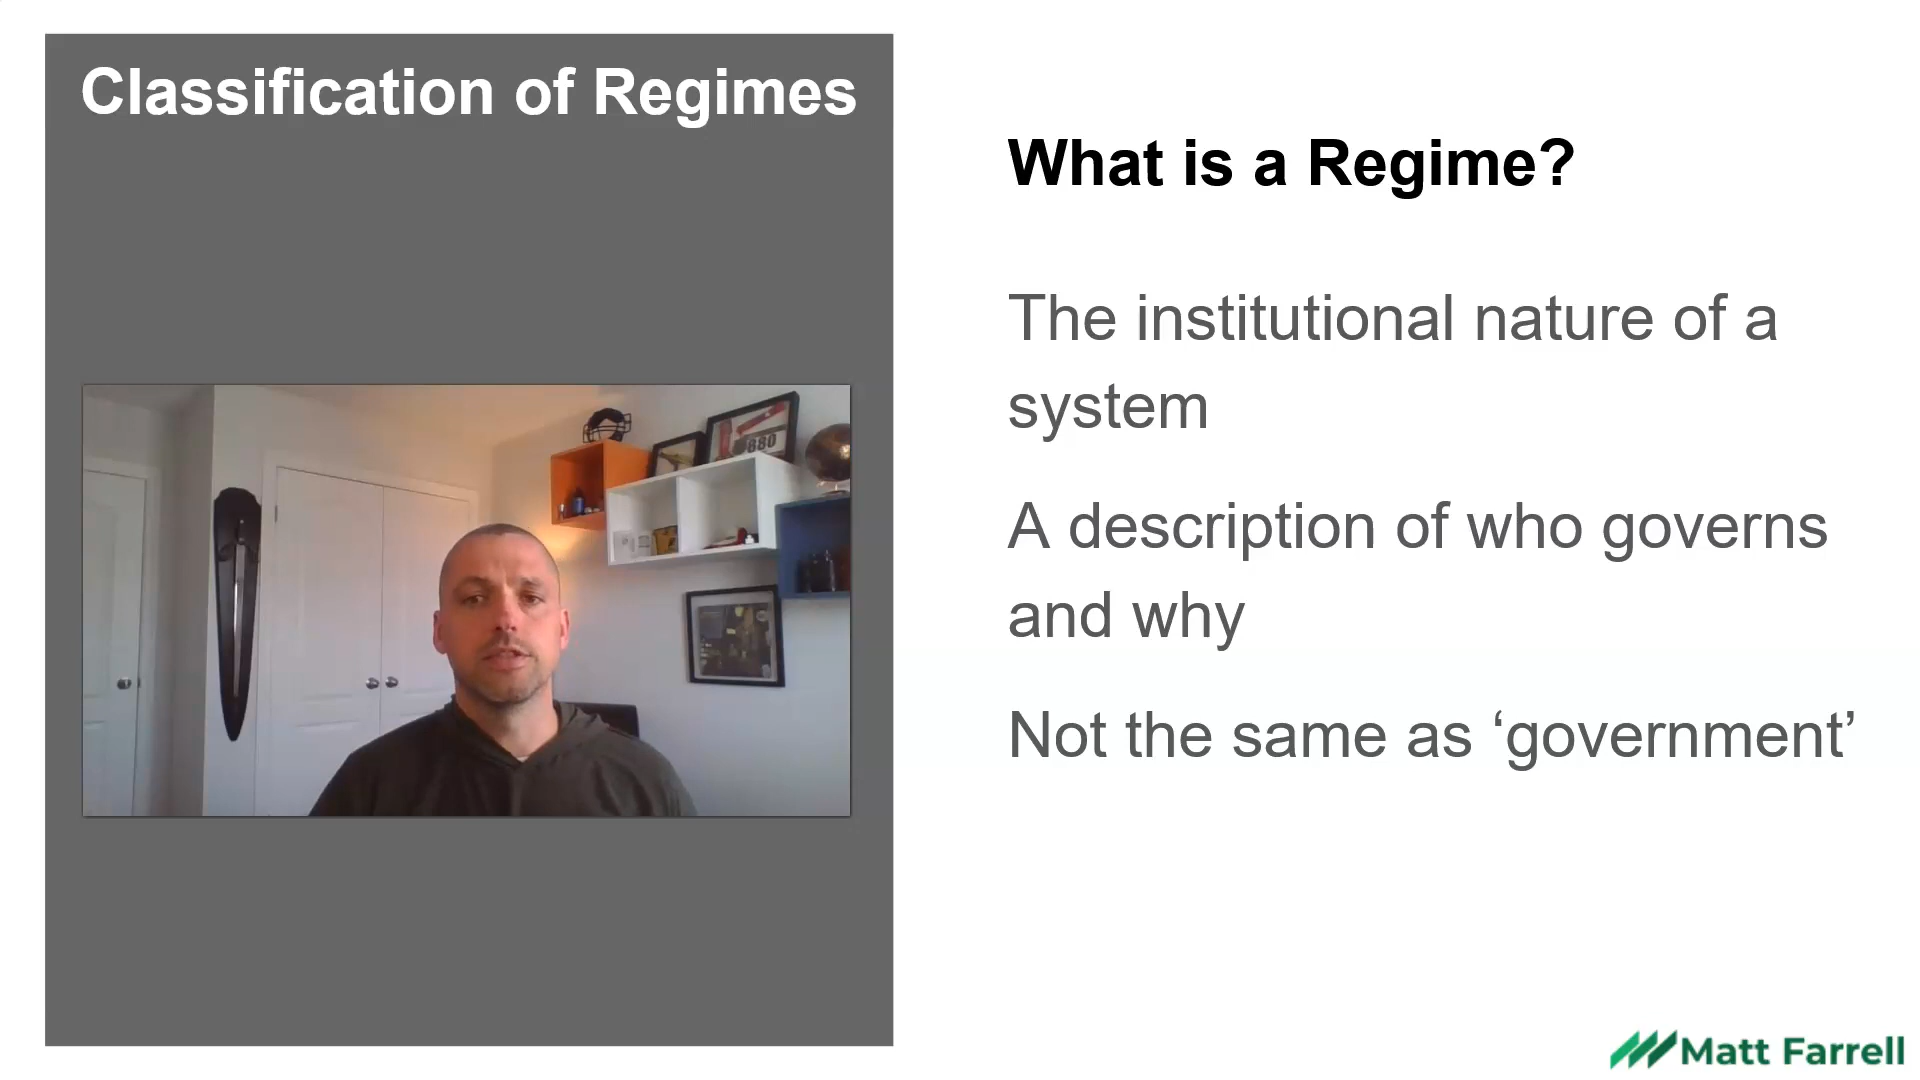 Classification of Regimes
What is a Regime?
The institutional nature of a
system
A description of who governs
and why
Not the same as ‘government’
880
Matt Farrell